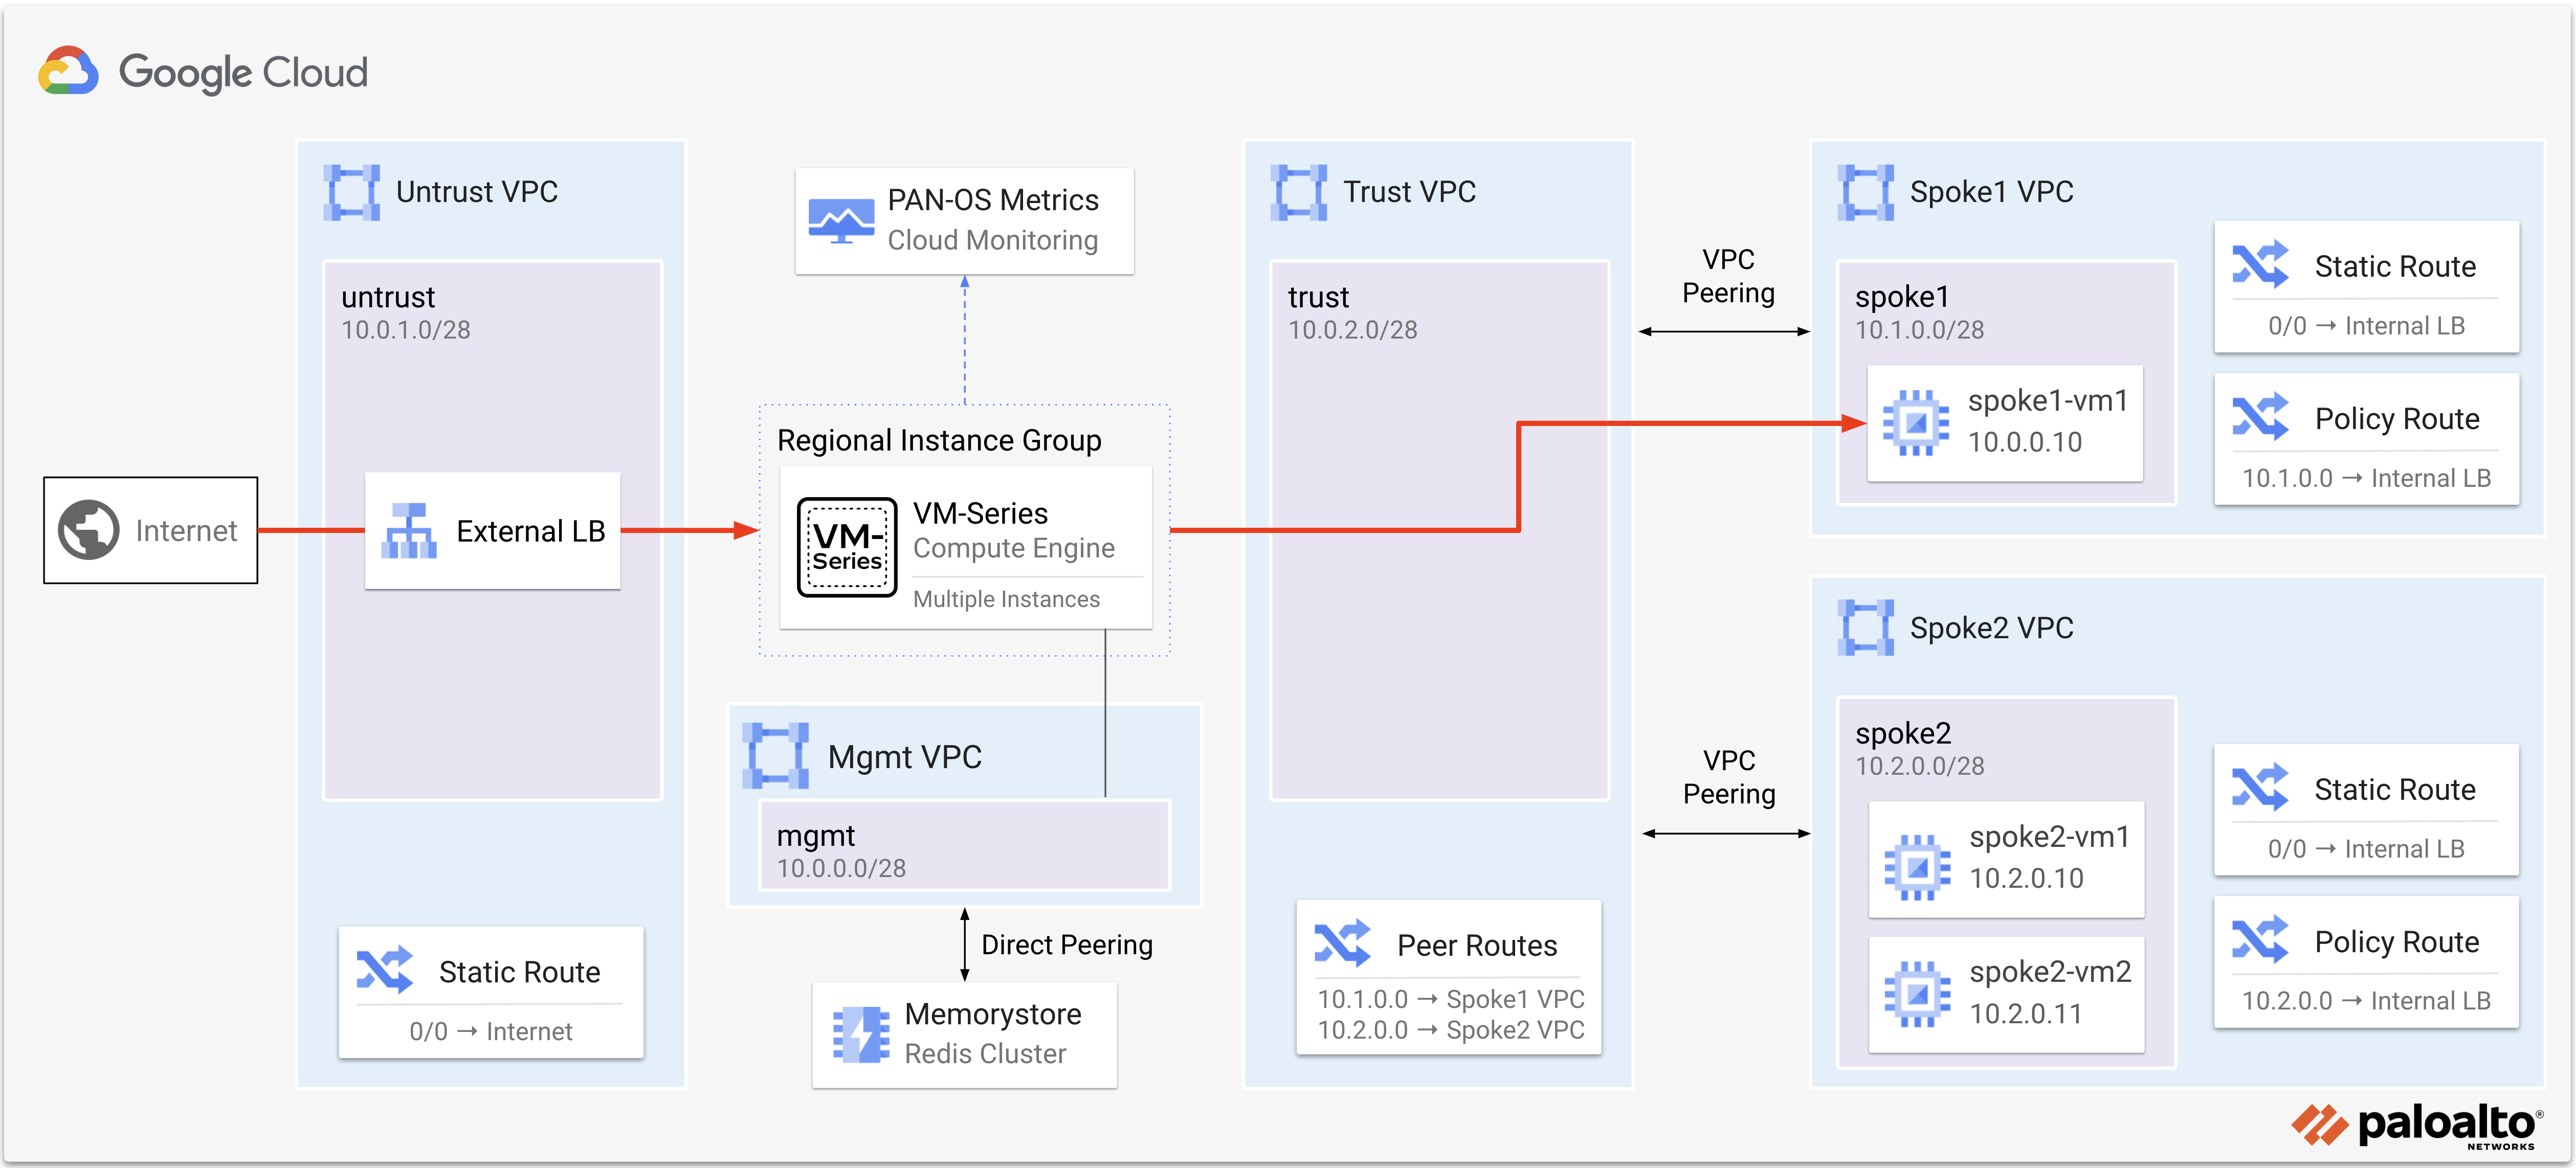 Google Cloud
Internet
Untrust VPC
untrust
10.0.1.0/28
External LB
Static Route
0/0 → Internet
PAN-OS Metrics
Cloud Monitoring
Regional Instance Group
VM-
Series
VM-Series
Compute Engine
Multiple Instances
Mgmt VPC
mgmt
10.0.0.0/28
Direct Peering
Memorystore
Redis Cluster
Trust VPC
trust
10.0.2.0/28
Peer Routes
10.1.0.0 → Spoke1 VPC
10.2.0.0 → Spoke2 VPC
VPC
Peering
VPC
Peering
Spoke1 VPC
spoke1
10.1.0.0/28
spoke1-vm1
10.0.0.10
Static Route
0/0 → Internal LB
Policy Route
10.1.0.0 → Internal LB
Spoke2 VPC
spoke2
10.2.0.0/28
spoke2-vm1
10.2.0.10
spoke2-vm2
10.2.0.11
Static Route
0/0 → Internal LB
Policy Route
10.2.0.0 → Internal LB
paloalto®
NETWORKS